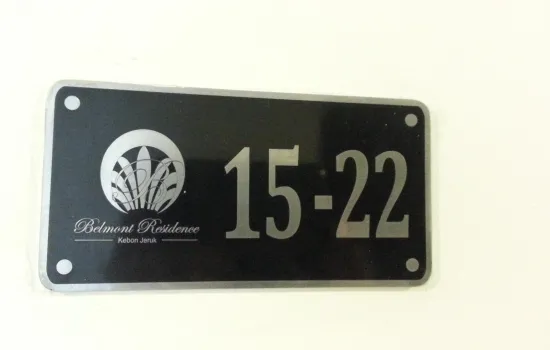 Belmont Residence
Kebon Jeruk
15-22